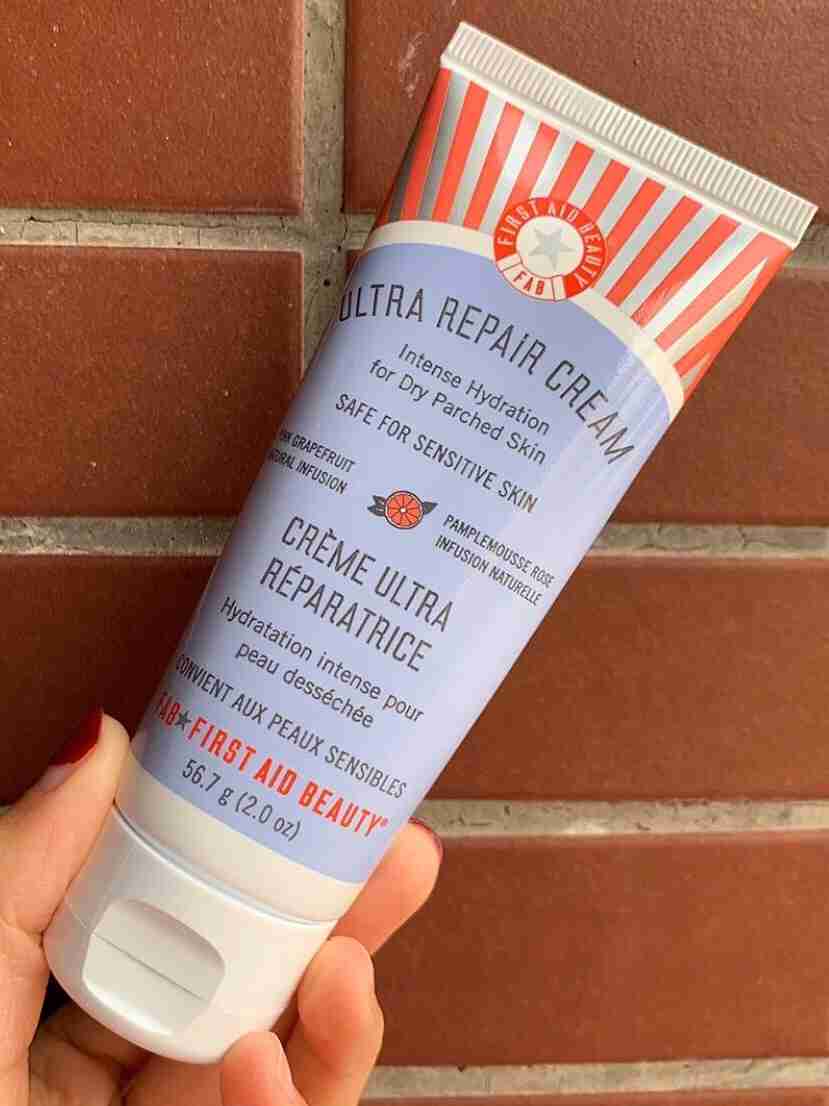 FIRST AID BEAUTY
FAB
ULTRA REPAiR CREAM
Intense Hydration
for Dry Parched Skin
SAFE FOR SENSITIVE SKIN
GRAPEFRUIT
INFUSION
PAMPLEMOUSSE ROSE
INFUSION NATURELLE
CRÈME ULTRA
RÉPARATRICE
Hydratation intense pour
peau desséchée
CONVIENT AUX PEAUX SENSIBLES
FAB★FIRST AID BEAUTY®
56.7 g (2.0 oz)